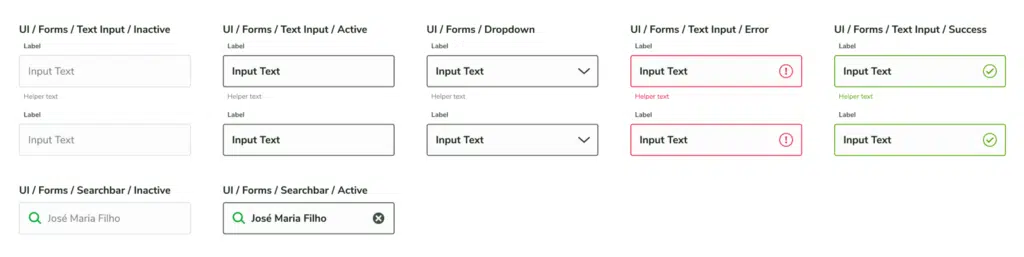 UI / Forms / Text Input / Inactive
Label
Input Text
Helper text
Label
Input Text
UI / Forms / Text Input / Active
Label
Input Text
Helper text
Label
Input Text
UI / Forms / Dropdown
Label
Input Text
Helper text
Label
Input Text
UI / Forms / Text Input / Error
Label
Input Text
Helper text
Label
Input Text
UI / Forms / Text Input / Success
Label
Input Text
Helper text
Label
Input Text
UI / Forms / Searchbar / Inactive
José Maria Filho
UI / Forms / Searchbar / Active
José Maria Filho